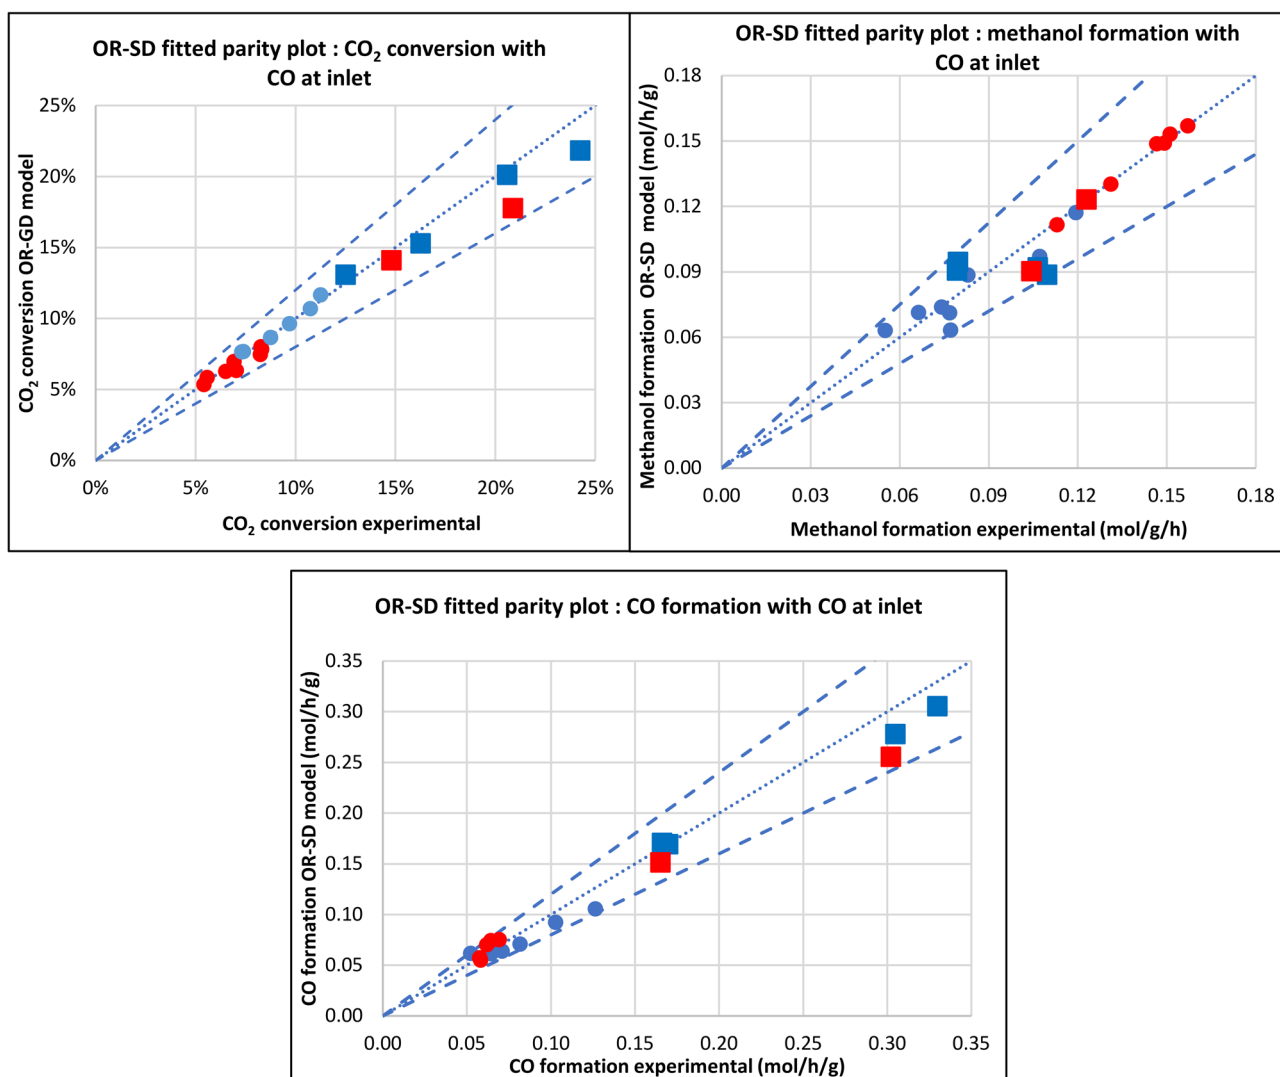 OR-SD fitted parity plot : CO₂ conversion with
CO at inlet
CO₂ conversion OR-GD model
25%
20%
15%
10%
5%
0%
0% 5% 10% 15% 20% 25%
CO₂ conversion experimental
OR-SD fitted parity plot : methanol formation with
CO at inlet
Methanol formation OR-SD model (mol/h/g)
0.18
0.15
0.12
0.09
0.06
0.03
0.00
0.00 0.03 0.06 0.09 0.12 0.15 0.18
Methanol formation experimental (mol/g/h)
OR-SD fitted parity plot : CO formation with CO at inlet
CO formation OR-SD model (mol/h/g)
0.35
0.30
0.25
0.20
0.15
0.10
0.05
0.00
0.00 0.05 0.10 0.15 0.20 0.25 0.30 0.35
CO formation experimental (mol/h/g)